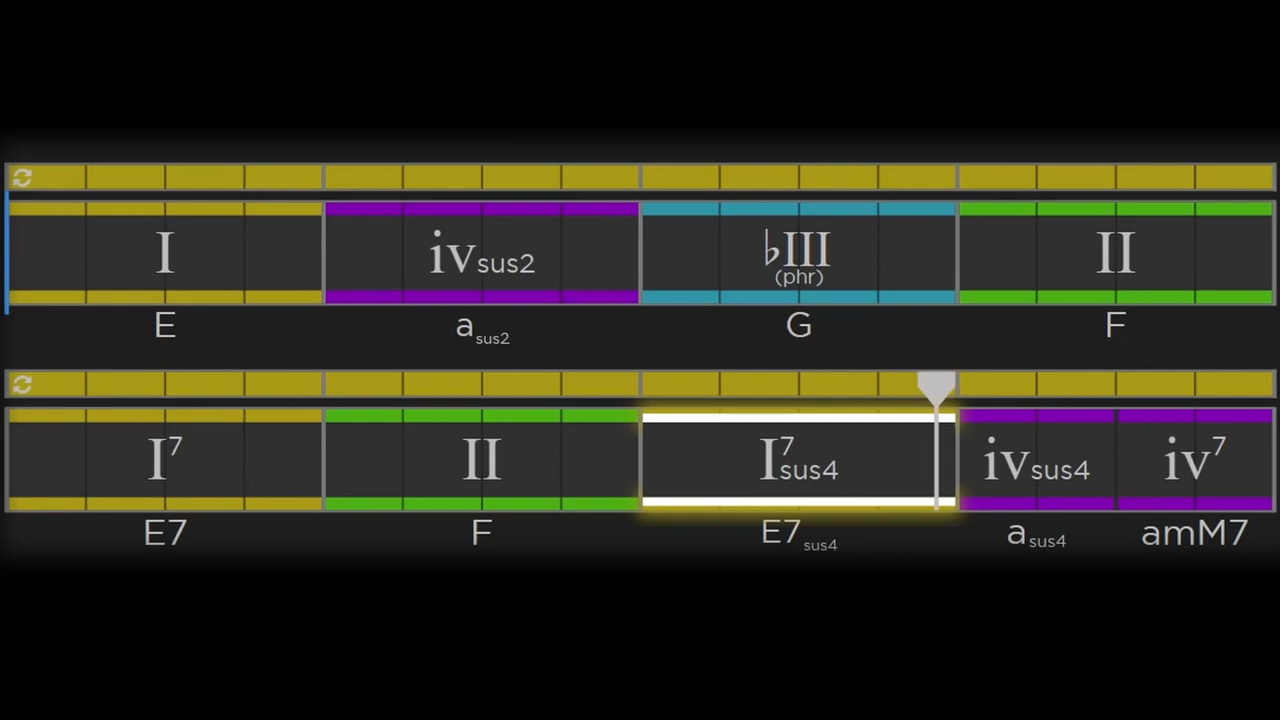 I ivsus2 ♭III II
(phr)
E asus2 G F
I7 II I7sus4 ivsus4 iv7
E7 F E7sus4 asus4 amM7